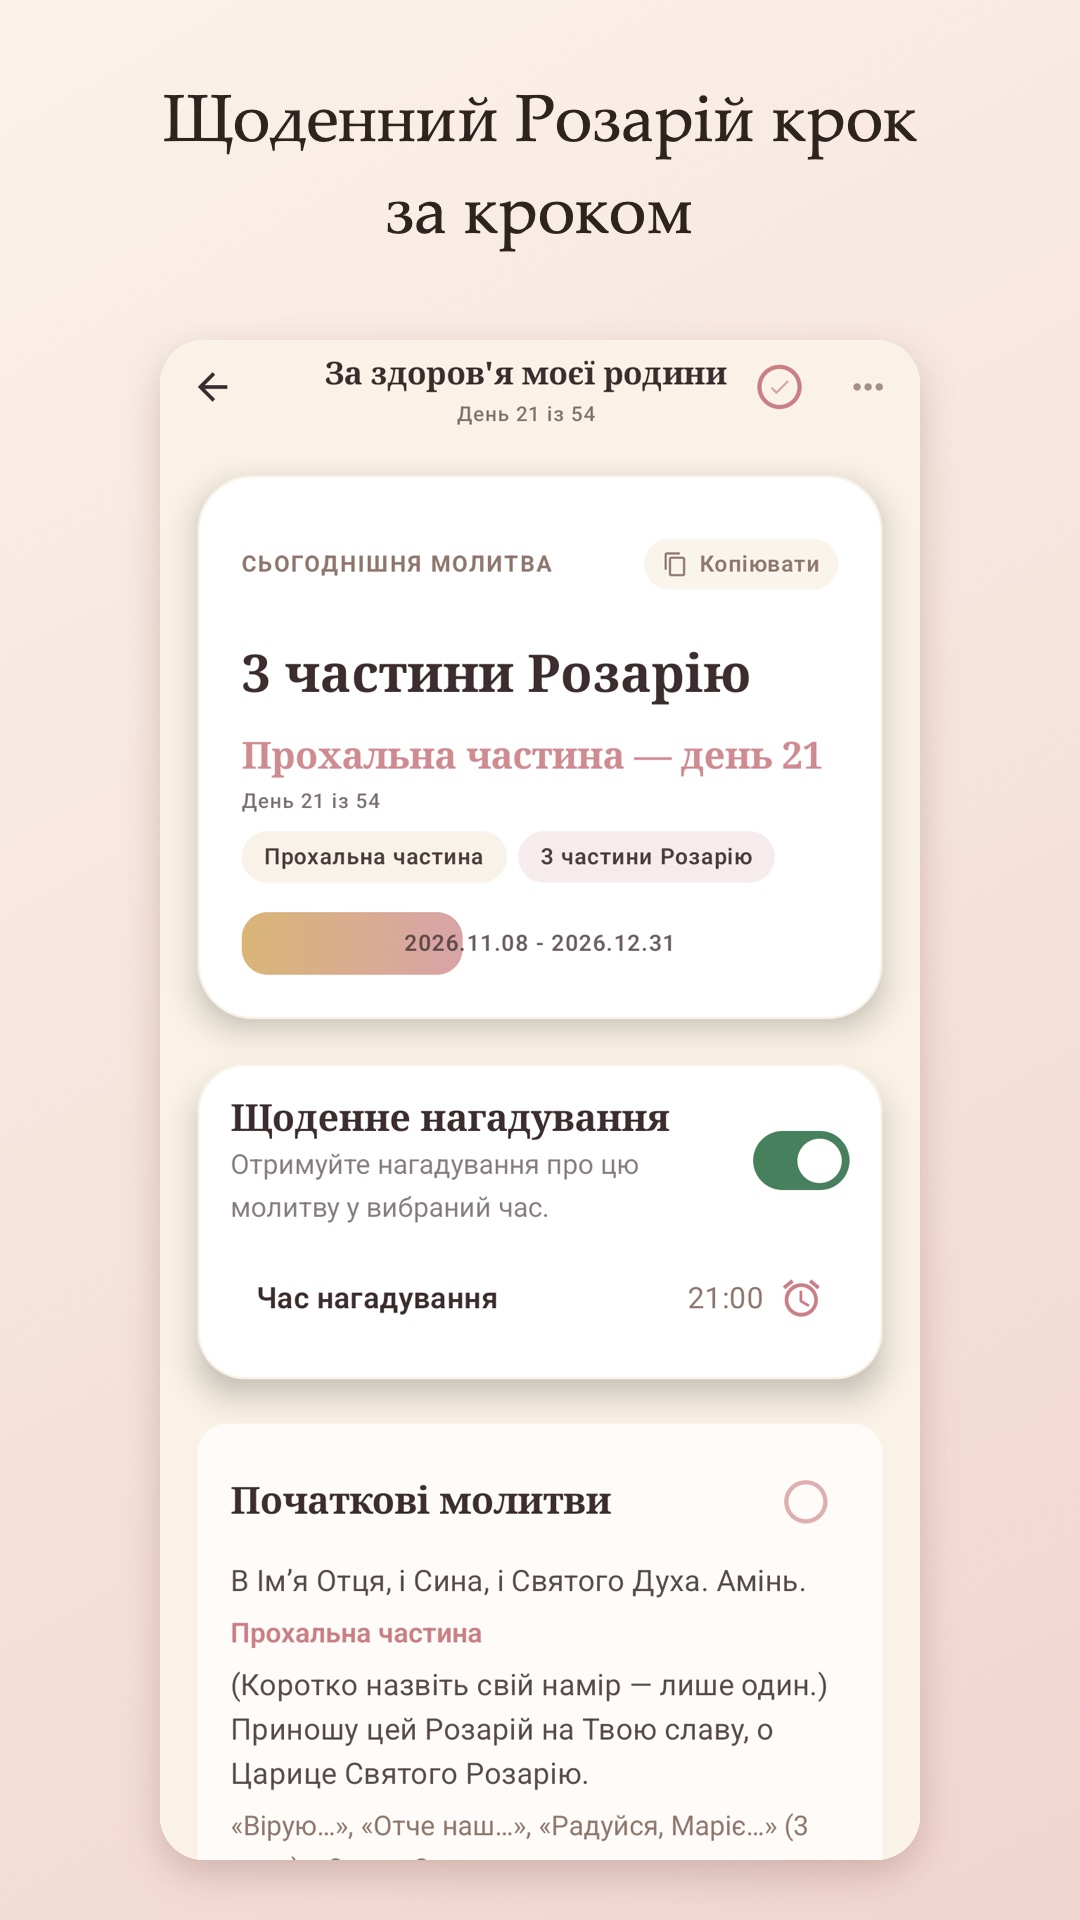 Щоденний Розарій крок
за кроком
За здоров'я моєї родини
День 21 із 54
СЬОГОДНІШНЯ МОЛИТВА
Копіювати
3 частини Розарію
Прохальна частина — день 21
День 21 із 54
Прохальна частина
3 частини Розарію
2026.11.08 - 2026.12.31
Щоденне нагадування
Отримуйте нагадування про цю
молитву у вибраний час.
Час нагадування
21:00
Початкові молитви
В Ім’я Отця, і Сина, і Святого Духа. Амінь.
Прохальна частина
(Коротко назвіть свій намір — лише один.)
Приношу цей Розарій на Твою славу, о
Царице Святого Розарію.
«Вірую…», «Отче наш…», «Радуйся, Маріє…» (3